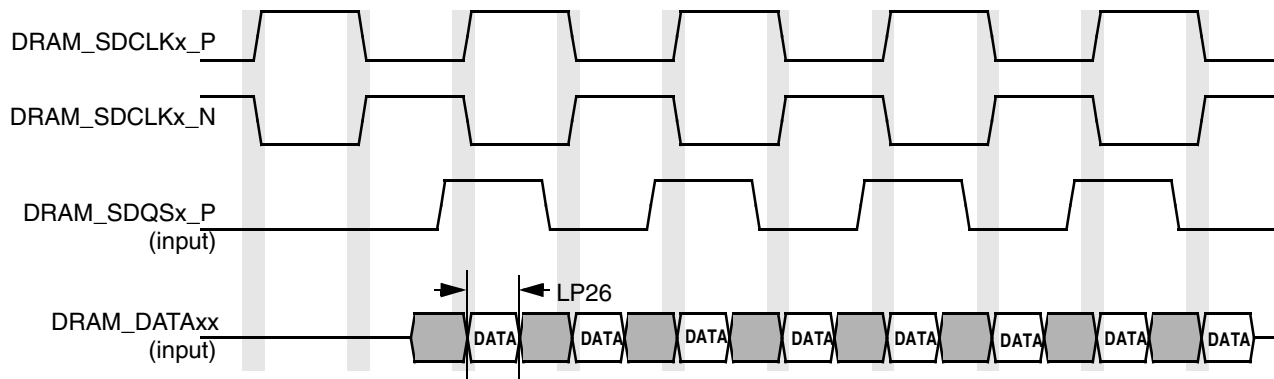 DRAM_SDCLKx_P
DRAM_SDCLKx_N
DRAM_SDQSx_P
(input)
LP26
DRAM_DATAxx
(input)
DATA DATA DATA DATA DATA DATA DATA DATA